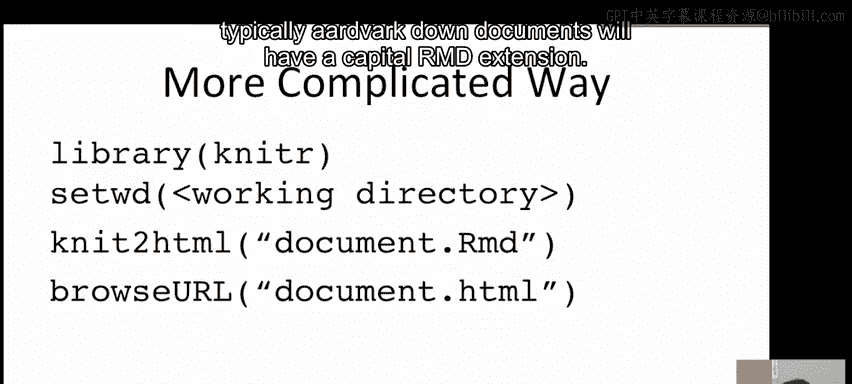 GPT中英字幕课程资源@bilibili.com
typically aardvark down documents will
have a capital RMD extension.
More Complicated Way
library(knitr)
setwd(<working directory>)
knit2html(“document.Rmd”)
browseURL(“document.html”)